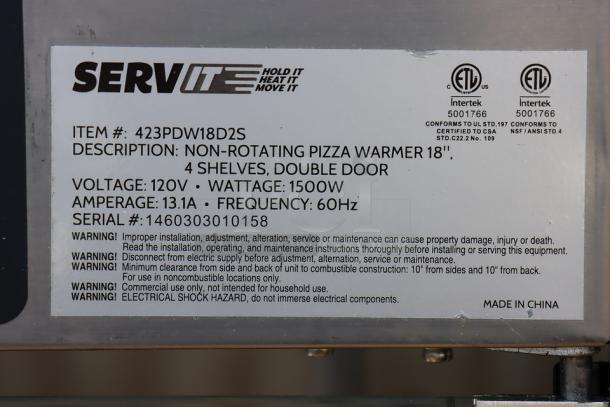 SERVIT HOLD IT
HEAT IT
MOVE IT
C ETL US
Intertek
5001766
CONFORMS TO UL STD.197
CERTIFIED TO CSA
STD.C22.2 No. 109
ETL
Intertek
5001766
CONFORMS TO
NSF/ANSI STD.4
ITEM #: 423PDW18D2S
DESCRIPTION: NON-ROTATING PIZZA WARMER 18",
4 SHELVES, DOUBLE DOOR
VOLTAGE: 120V • WATTAGE: 1500W
AMPERAGE: 13.1A • FREQUENCY: 60Hz
SERIAL #:1460303010158
WARNING! Improper installation, adjustment, alteration, service or maintenance can cause property damage, injury or death.
Read the installation, operating, and maintenance instructions thoroughly before installing or serving this equipment.
WARNING! Disconnect from electric supply before adjustment, alternation, service or maintenance.
WARNING! Minimum clearance from side and back of unit to combustible construction: 10" from sides and 10" from back.
For use in noncombustible locations only.
WARNING! Commercial use only, not intended for household use.
WARNING! ELECTRICAL SHOCK HAZARD, do not immerse electrical components.
MADE IN CHINA